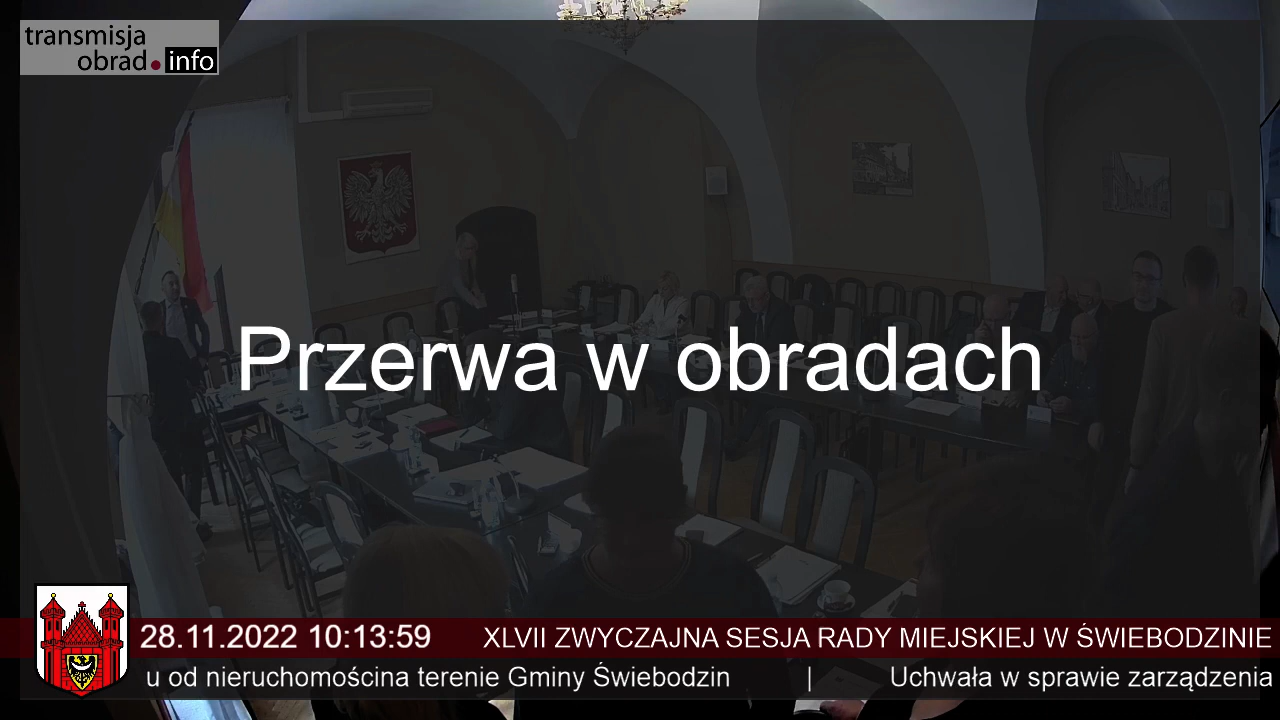 transmisja
obrad.info
Przerwa w obradach
28.11.2022 10:13:59
XLVII ZWYCZAJNA SESJA RADY MIEJSKIEJ W ŚWIEBODZINIE
u od nieruchomościna terenie Gminy Świebodzin | Uchwała w sprawie zarządzenia